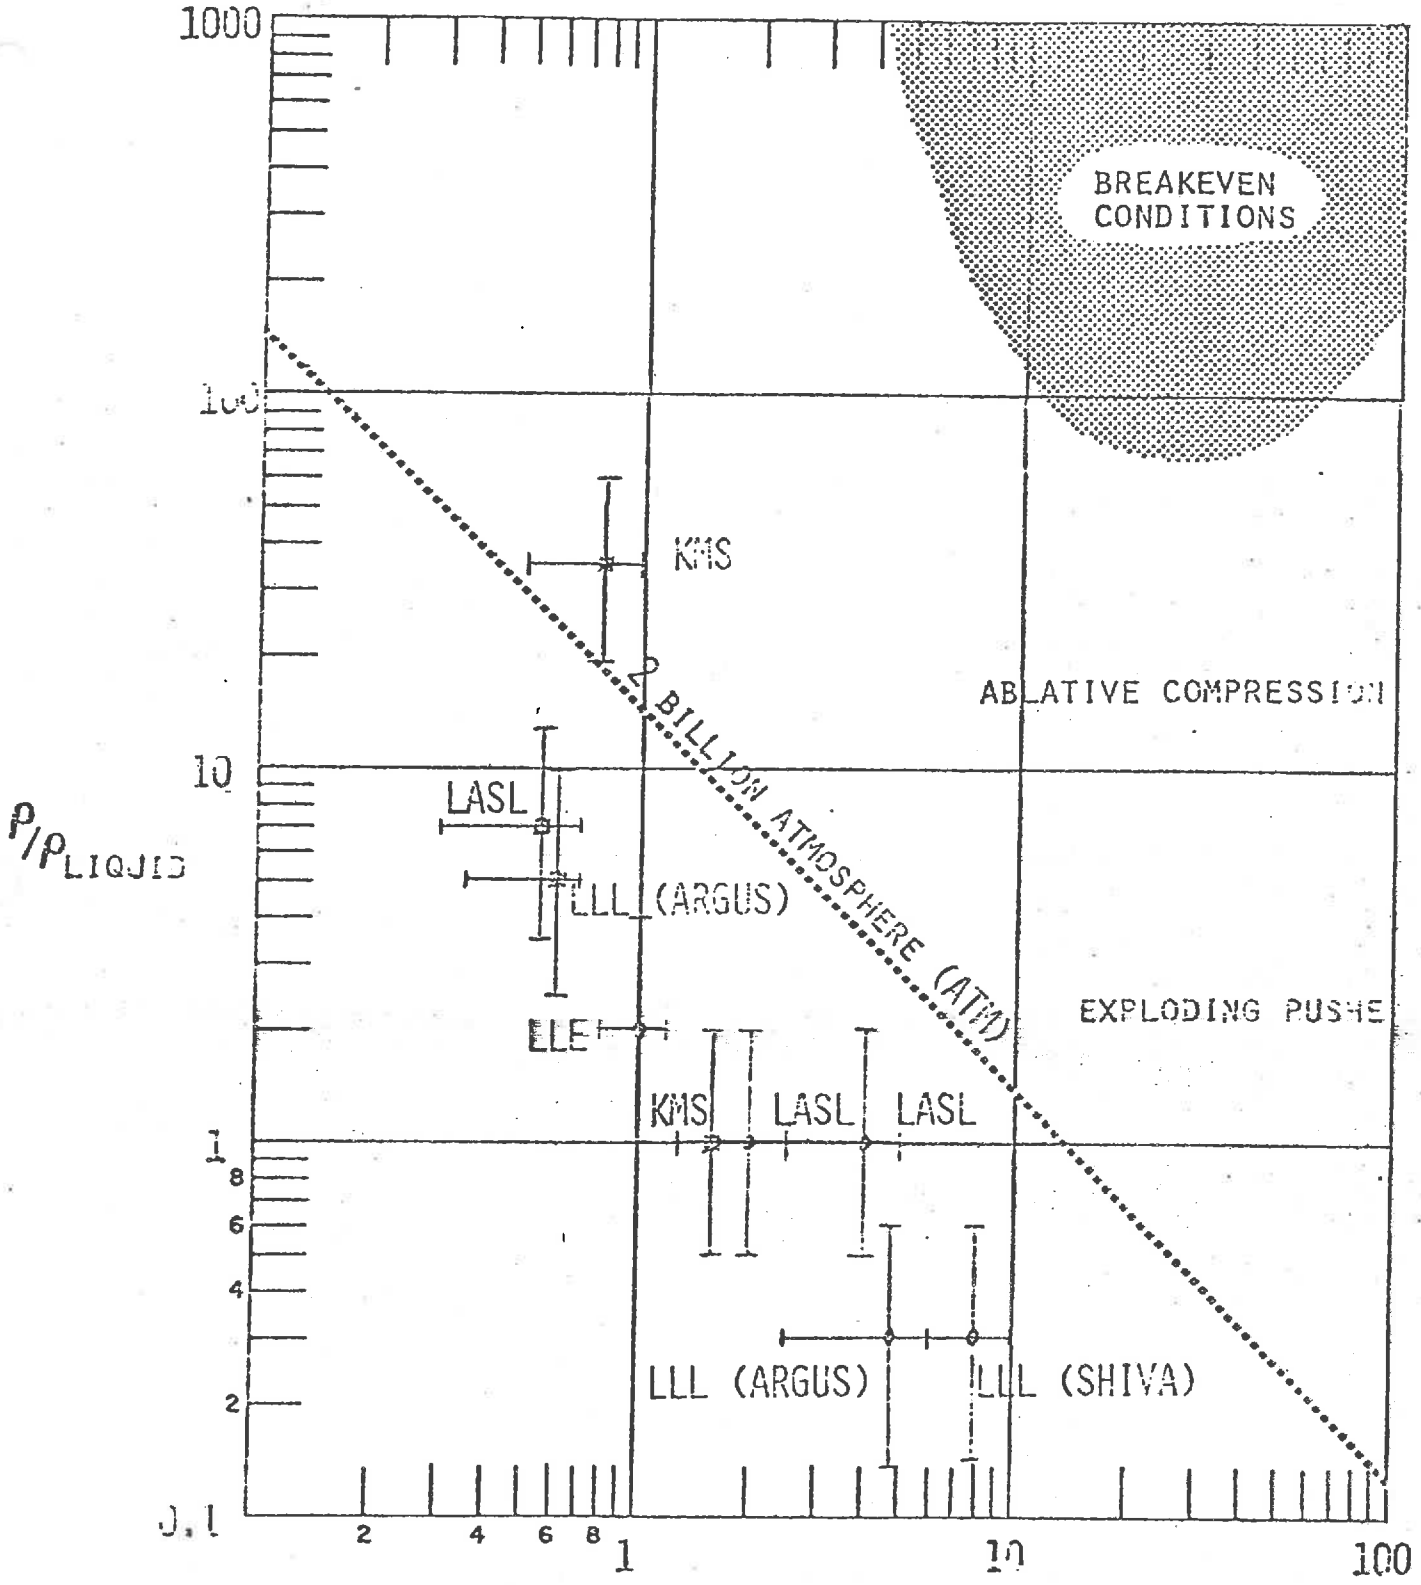 1000
BREAKEVEN
CONDITIONS
100
KMS
2 BILLION ATMOSPHERE (ATM)
ABLATIVE COMPRESSION
10
LASL
ρ/ρLIQUID
LLL (ARGUS)
EXPLODING PUSHE
LLE
KMS LASL LASL
1
8
6
4
LLL (ARGUS) LLL (SHIVA)
2
0.1
2 4 6 8 1 10 100